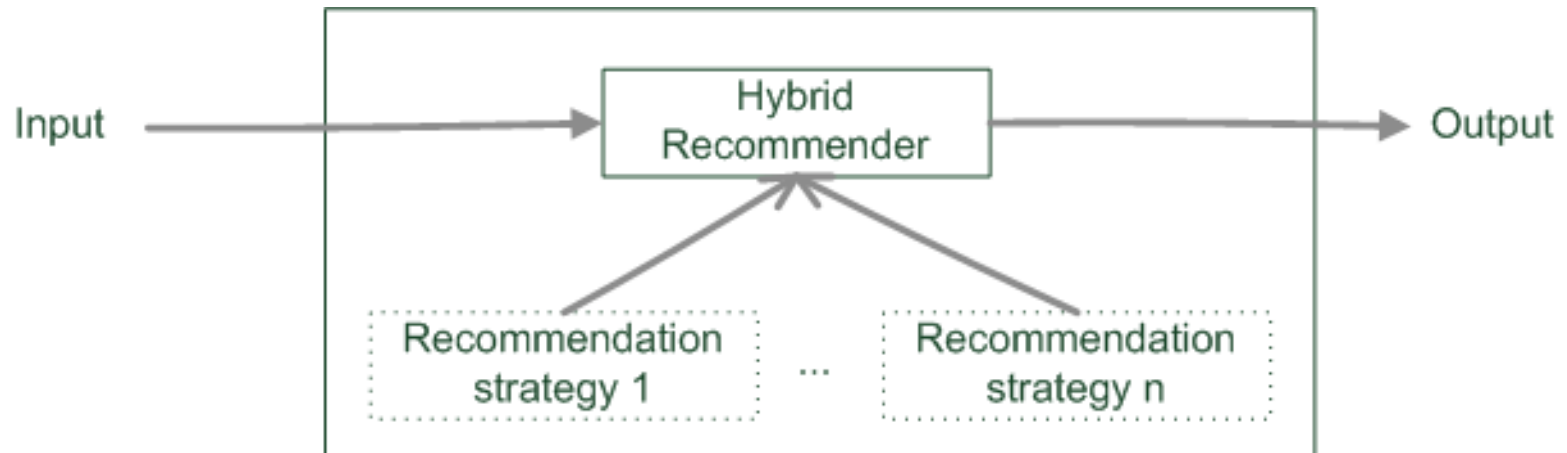 Input
Hybrid
Recommender
Output
Recommendation
strategy 1
...
Recommendation
strategy n